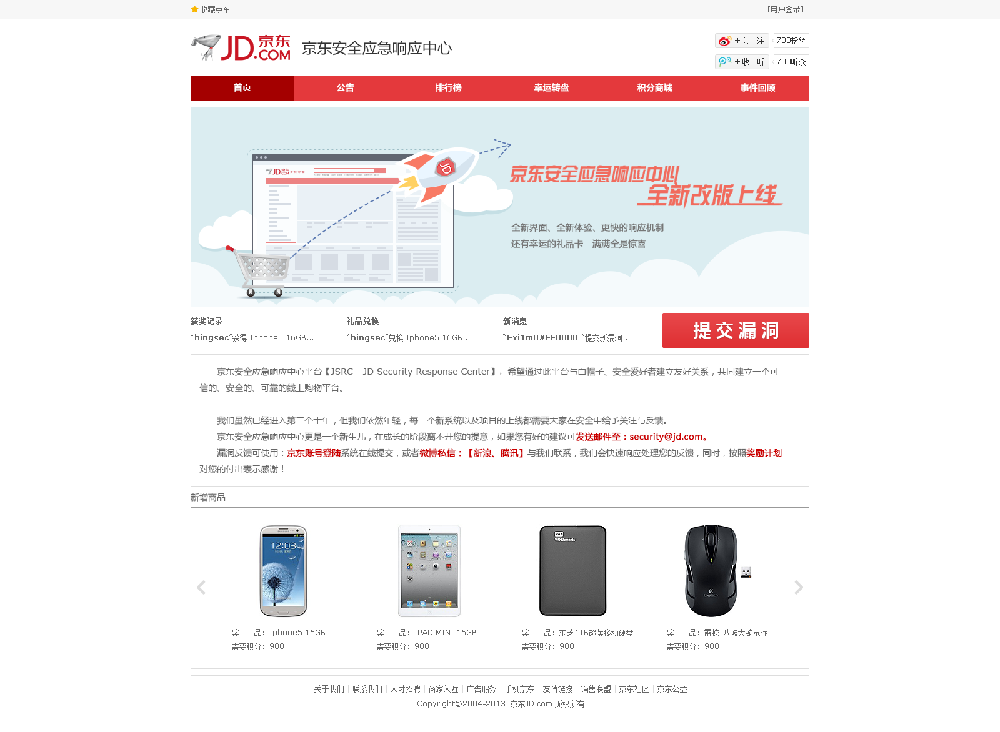 收藏京东
[用户登录]
JD.COM 京东
京东安全应急响应中心
+关 注
700粉丝
+收 听
700听众
首页 公告 排行榜 幸运转盘 积分商城 事件回顾
JD.COM 京东
JD
京东安全应急响应中心
全新改版上线
全新界面、全新体验、更快的响应机制
还有幸运的礼品卡 满满全是惊喜
获奖记录
“bingsec”获得 Iphone5 16GB...
礼品兑换
“bingsec”兑换 Iphone5 16GB...
新消息
“Evi1m0#FF0000 ”提交新漏洞...
提交漏洞
京东安全应急响应中心平台【JSRC - JD Security Response Center】，希望通过此平台与白帽子、安全爱好者建立友好关系，共同建立一个可
信的、安全的、可靠的线上购物平台。
我们虽然已经进入第二个十年，但我们依然年轻，每一个新系统以及项目的上线都需要大家在安全中给予关注与反馈。
京东安全应急响应中心更是一个新生儿，在成长的阶段离不开您的提意，如果您有好的建议可发送邮件至：security@jd.com。
漏洞反馈可使用：京东账号登陆系统在线提交，或者微博私信：【新浪、腾讯】与我们联系，我们会快速响应处理您的反馈，同时，按照奖励计划
对您的付出表示感谢！
新增商品
12:03
WD
WD Elements
Logitech
奖 品：Iphone5 16GB
需要积分：900
奖 品：IPAD MINI 16GB
需要积分：900
奖 品：东芝1TB超薄移动硬盘
需要积分：900
奖 品：雷蛇 八岐大蛇鼠标
需要积分：900
关于我们 | 联系我们 | 人才招聘 | 商家入驻 | 广告服务 | 手机京东 | 友情链接 | 销售联盟 | 京东社区 | 京东公益
Copyright©2004-2013 京东JD.com 版权所有